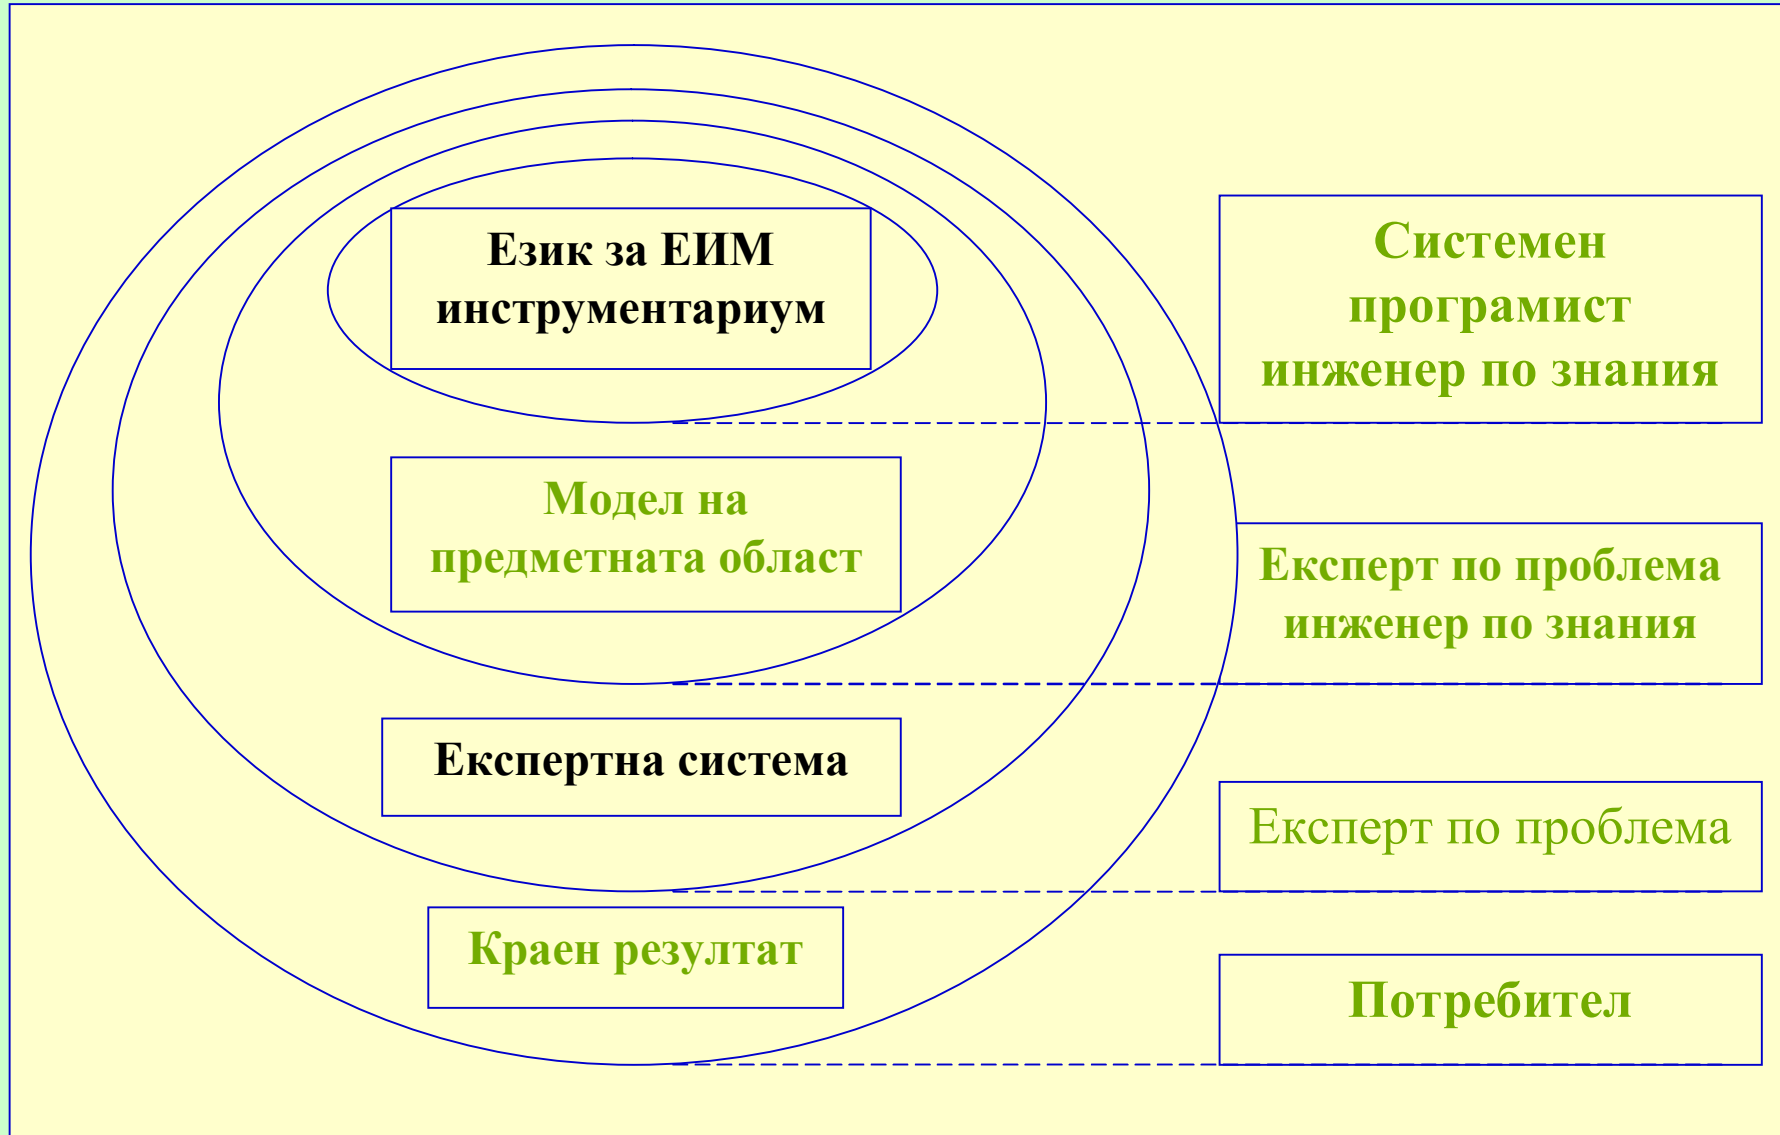 Език за ЕИМ
инструментариум
Системен
програмист
инженер по знания
Модел на
предметната област
Експерт по проблема
инженер по знания
Експертна система
Експерт по проблема
Краен резултат
Потребител